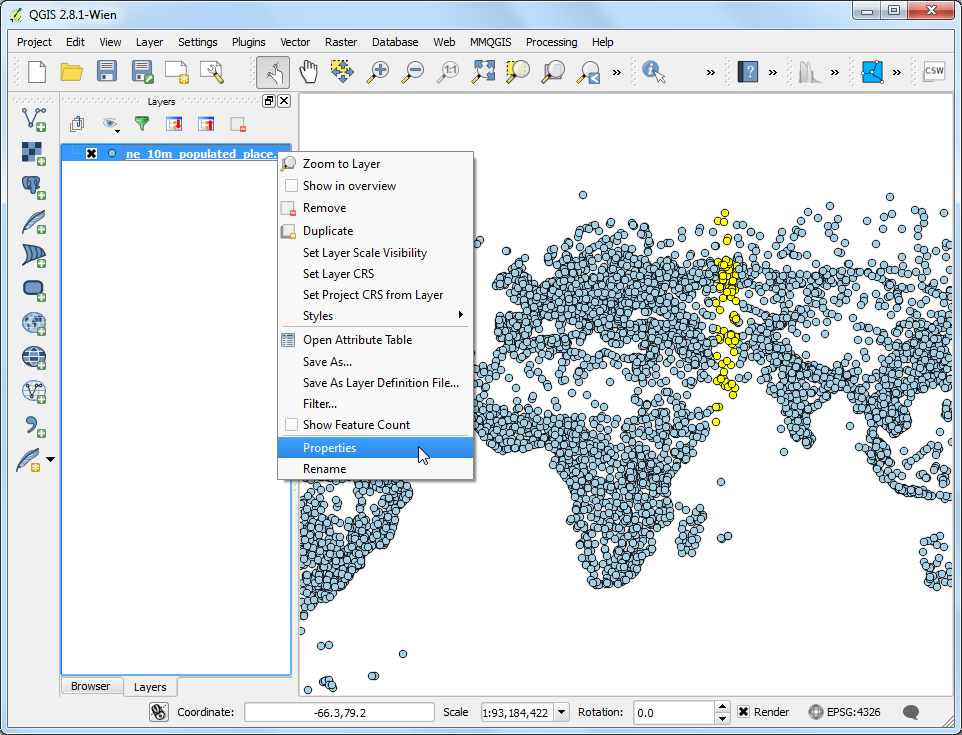 QGIS 2.8.1-Wien
Project Edit View Layer Settings Plugins Vector Raster Database Web MMQGIS Processing Help
1:1 » » ? » » » CSW
Layers
ne_10m_populated_place.
Zoom to Layer
Show in overview
Remove
Duplicate
Set Layer Scale Visibility
Set Layer CRS
Set Project CRS from Layer
Styles
Open Attribute Table
Save As...
Save As Layer Definition File...
Filter...
Show Feature Count
Properties
Rename
Browser Layers
Coordinate: -66.3,79.2 Scale 1:93,184,422 Rotation: 0.0 Render EPSG:4326